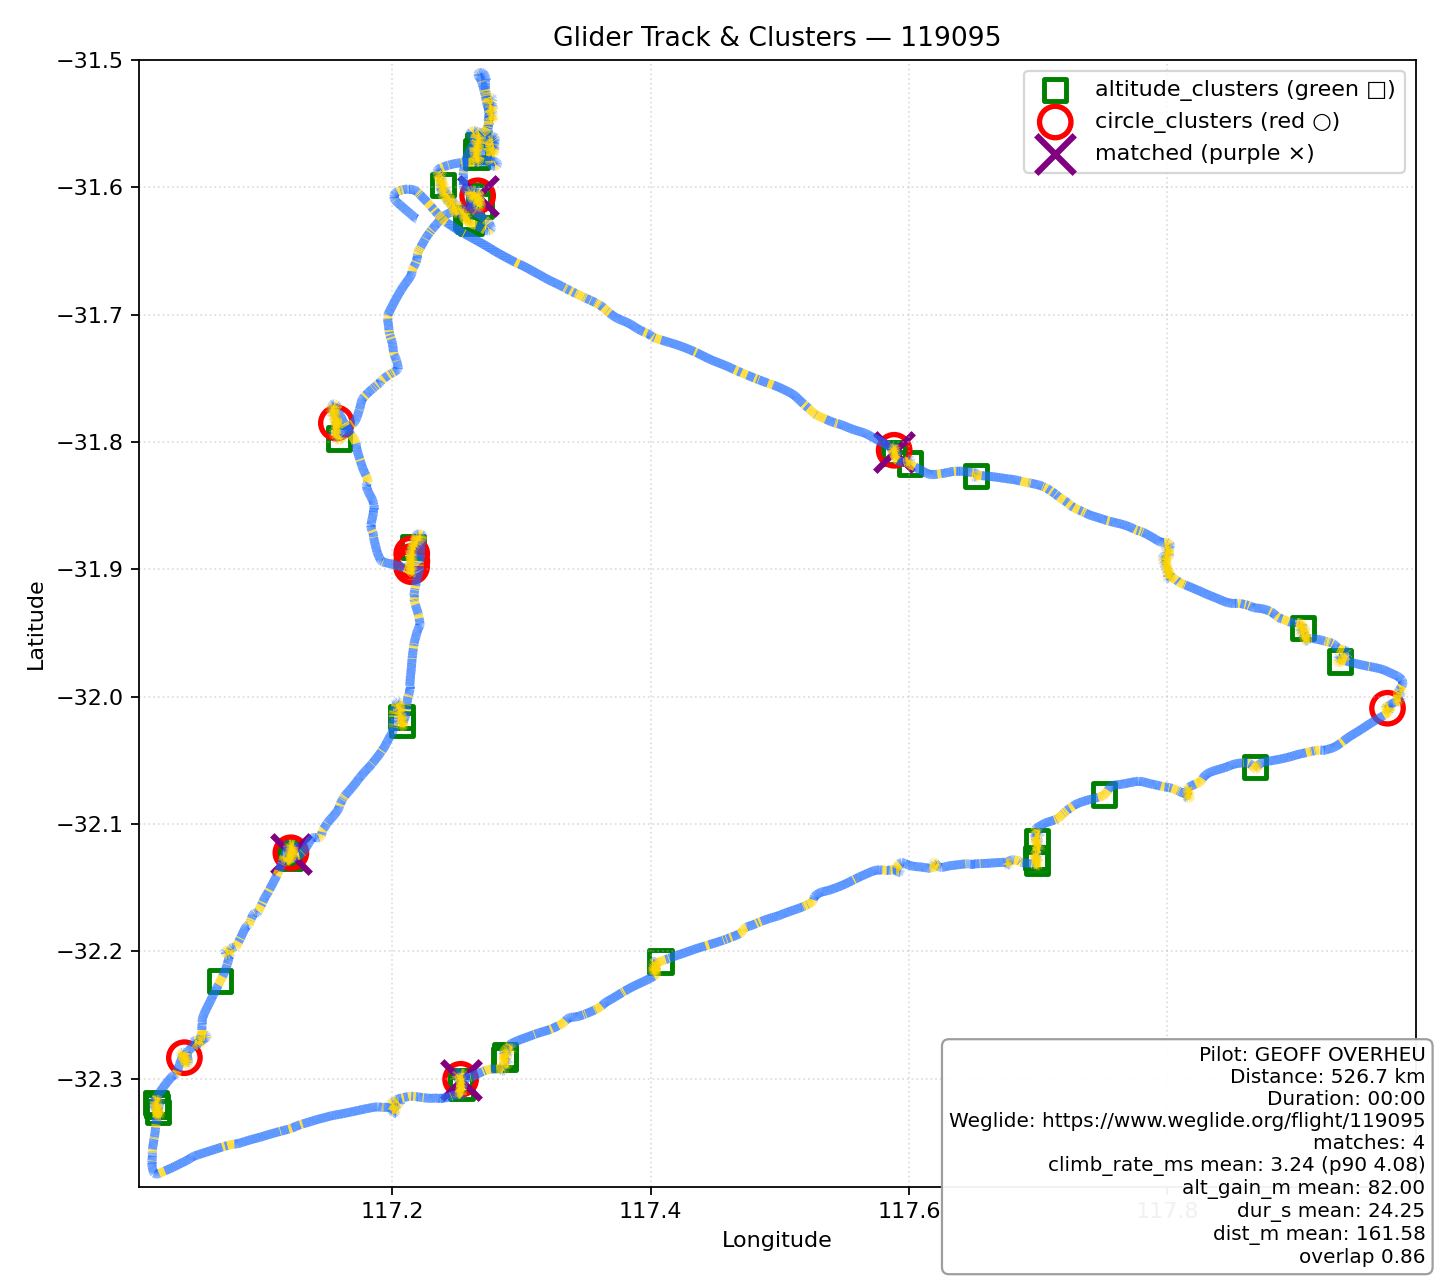 Glider Track & Clusters — 119095
altitude_clusters (green □)
circle_clusters (red ○)
matched (purple ×)
−31.5
−31.6
−31.7
−31.8
−31.9
−32.0
−32.1
−32.2
−32.3
Latitude
117.2
117.4
117.6
117.8
Longitude
Pilot: GEOFF OVERHEU
Distance: 526.7 km
Duration: 00:00
Weglide: https://www.weglide.org/flight/119095
matches: 4
climb_rate_ms mean: 3.24 (p90 4.08)
alt_gain_m mean: 82.00
dur_s mean: 24.25
dist_m mean: 161.58
overlap 0.86